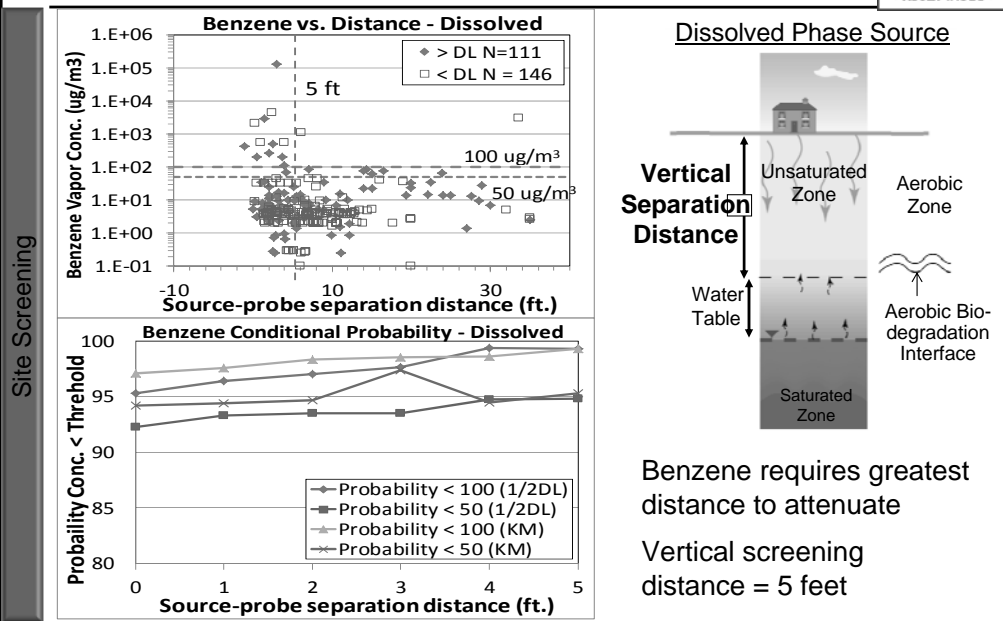 Site Screening
Benzene vs. Distance - Dissolved
1.E+06
1.E+05
1.E+04
1.E+03
1.E+02
1.E+01
1.E+00
1.E-01
Benzene Vapor Conc. (ug/m3)
> DL N=111
< DL N = 146
5 ft
100 ug/m³
50 ug/m³
-10
10
30
Source-probe separation distance (ft.)
Benzene Conditional Probability - Dissolved
100
95
90
85
80
Probaility Conc. < Threhold
Probability < 100 (1/2DL)
Probability < 50 (1/2DL)
Probability < 100 (KM)
Probability < 50 (KM)
0 1 2 3 4 5
Source-probe separation distance (ft.)
Dissolved Phase Source
Vertical
Separation
Distance
Unsaturated
Zone
Aerobic
Zone
Water
Table
Aerobic Bio-
degradation
Interface
Saturated
Zone
Benzene requires greatest
distance to attenuate
Vertical screening
distance = 5 feet